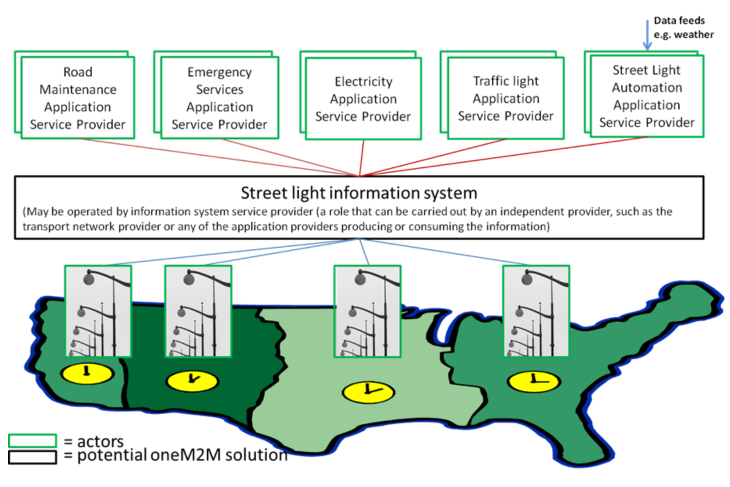 Data feeds
e.g. weather
Road
Maintenance
Application
Service Provider
Emergency
Services
Application
Service Provider
Electricity
Application
Service Provider
Traffic light
Application
Service Provider
Street Light
Automation
Application
Service Provider
Street light information system
(May be operated by information system service provider (a role that can be carried out by an independent provider, such as the
transport network provider or any of the application providers producing or consuming the information)
= actors
= potential oneM2M solution